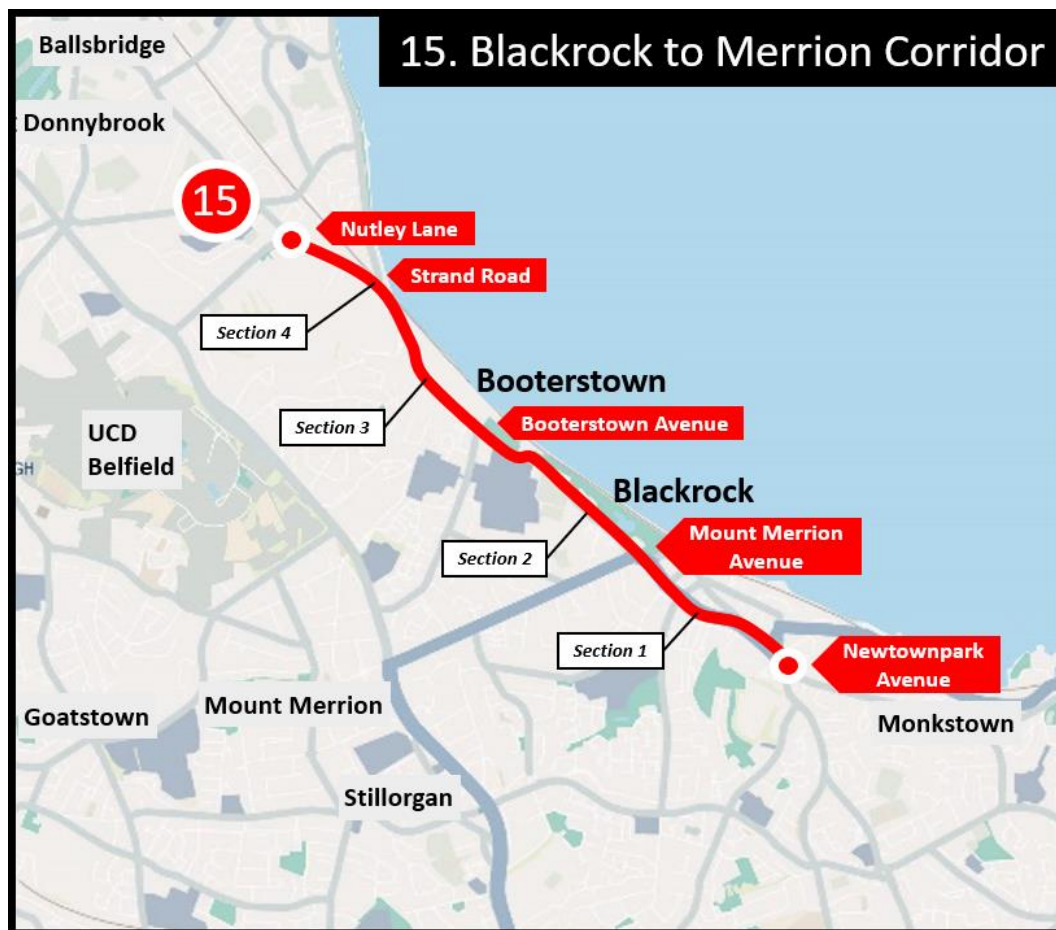 15. Blackrock to Merrion Corridor
Ballsbridge
Donnybrook
15
Nutley Lane
Strand Road
Section 4
Booterstown
Booterstown Avenue
Section 3
UCD
Belfield
GH
Blackrock
Mount Merrion
Avenue
Section 2
Section 1
Newtownpark
Avenue
Monkstown
Mount Merrion
Goatstown
Stillorgan